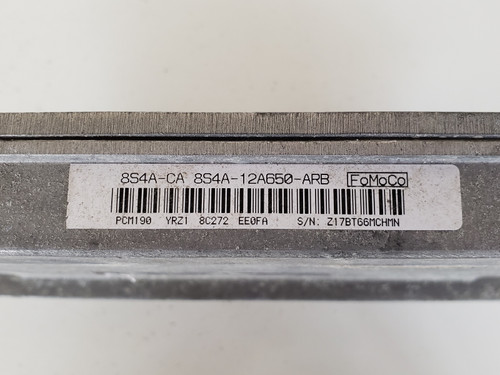 8S4A-CA 8S4A-12A650-ARB FoMoCo
PCM190 YRZ1 8C272 EE0FA S/N: Z17BT66MCHMN